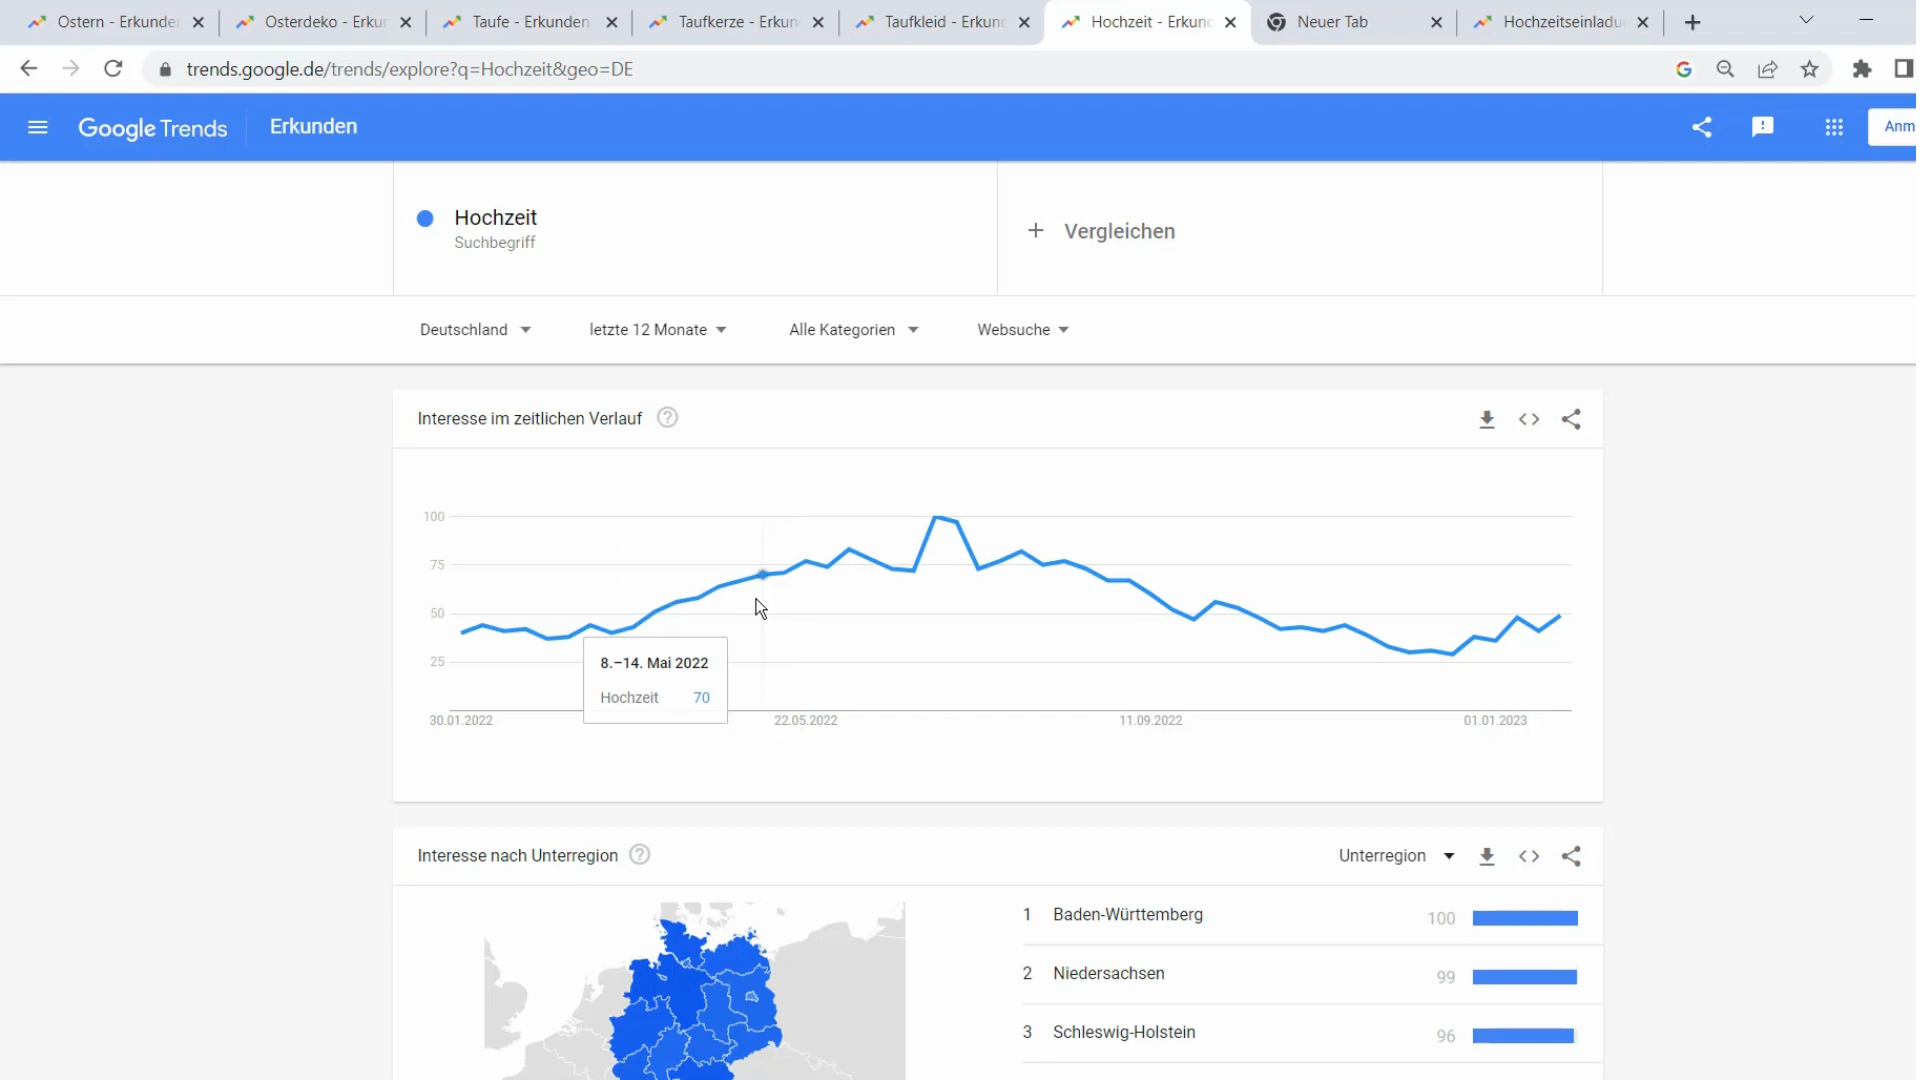 Ostern - Erkunden
Osterdeko - Erkun
Taufe - Erkunden
Taufkerze - Erkun
Taufkleid - Erkund
Hochzeit - Erkund
Neuer Tab
Hochzeitseinladu
trends.google.de/trends/explore?q=Hochzeit&geo=DE
Google Trends
Erkunden
Anm
Hochzeit
Suchbegriff
+ Vergleichen
Deutschland
letzte 12 Monate
Alle Kategorien
Websuche
Interesse im zeitlichen Verlauf
100
75
50
25
8.–14. Mai 2022
Hochzeit 70
30.01.2022
22.05.2022
11.09.2022
01.01.2023
Interesse nach Unterregion
Unterregion
1 Baden-Württemberg 100
2 Niedersachsen 99
3 Schleswig-Holstein 96